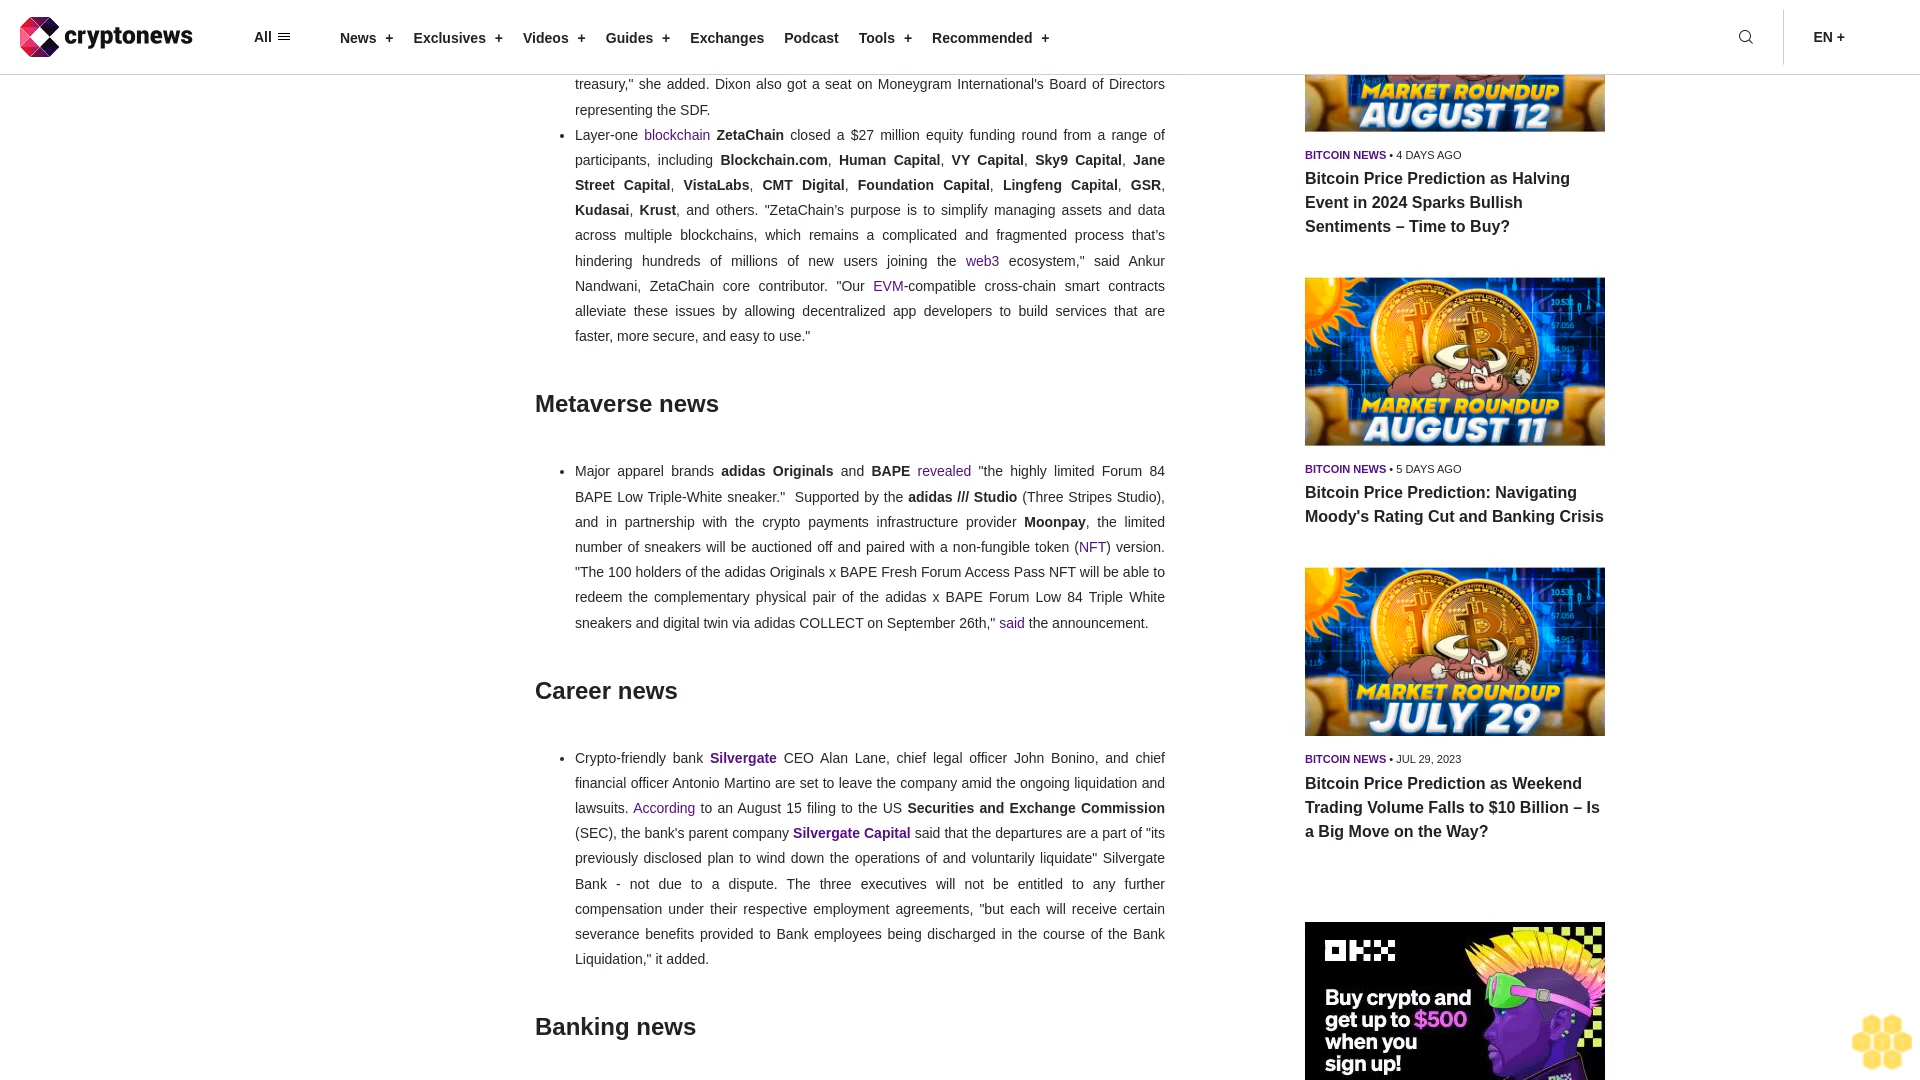 cryptonews
All
News +
Exclusives +
Videos +
Guides +
Exchanges
Podcast
Tools +
Recommended +
EN +
treasury," she added. Dixon also got a seat on Moneygram International's Board of Directors
representing the SDF.
• Layer-one blockchain ZetaChain closed a $27 million equity funding round from a range of
participants, including Blockchain.com, Human Capital, VY Capital, Sky9 Capital, Jane
Street Capital, VistaLabs, CMT Digital, Foundation Capital, Lingfeng Capital, GSR,
Kudasai, Krust, and others. "ZetaChain’s purpose is to simplify managing assets and data
across multiple blockchains, which remains a complicated and fragmented process that’s
hindering hundreds of millions of new users joining the web3 ecosystem," said Ankur
Nandwani, ZetaChain core contributor. "Our EVM-compatible cross-chain smart contracts
alleviate these issues by allowing decentralized app developers to build services that are
faster, more secure, and easy to use."
Metaverse news
• Major apparel brands adidas Originals and BAPE revealed "the highly limited Forum 84
BAPE Low Triple-White sneaker." Supported by the adidas /// Studio (Three Stripes Studio),
and in partnership with the crypto payments infrastructure provider Moonpay, the limited
number of sneakers will be auctioned off and paired with a non-fungible token (NFT) version.
"The 100 holders of the adidas Originals x BAPE Fresh Forum Access Pass NFT will be able to
redeem the complementary physical pair of the adidas x BAPE Forum Low 84 Triple White
sneakers and digital twin via adidas COLLECT on September 26th," said the announcement.
Career news
• Crypto-friendly bank Silvergate CEO Alan Lane, chief legal officer John Bonino, and chief
financial officer Antonio Martino are set to leave the company amid the ongoing liquidation and
lawsuits. According to an August 15 filing to the US Securities and Exchange Commission
(SEC), the bank's parent company Silvergate Capital said that the departures are a part of "its
previously disclosed plan to wind down the operations of and voluntarily liquidate" Silvergate
Bank - not due to a dispute. The three executives will not be entitled to any further
compensation under their respective employment agreements, "but each will receive certain
severance benefits provided to Bank employees being discharged in the course of the Bank
Liquidation," it added.
Banking news
MARKET ROUNDUP
AUGUST 12
BITCOIN NEWS • 4 DAYS AGO
Bitcoin Price Prediction as Halving
Event in 2024 Sparks Bullish
Sentiments – Time to Buy?
10.531
57.056
MARKET ROUNDUP
AUGUST 11
BITCOIN NEWS • 5 DAYS AGO
Bitcoin Price Prediction: Navigating
Moody's Rating Cut and Banking Crisis
10.531
57.056
MARKET ROUNDUP
JULY 29
BITCOIN NEWS • JUL 29, 2023
Bitcoin Price Prediction as Weekend
Trading Volume Falls to $10 Billion – Is
a Big Move on the Way?
OKX
Buy crypto and
get up to $500
when you
sign up!